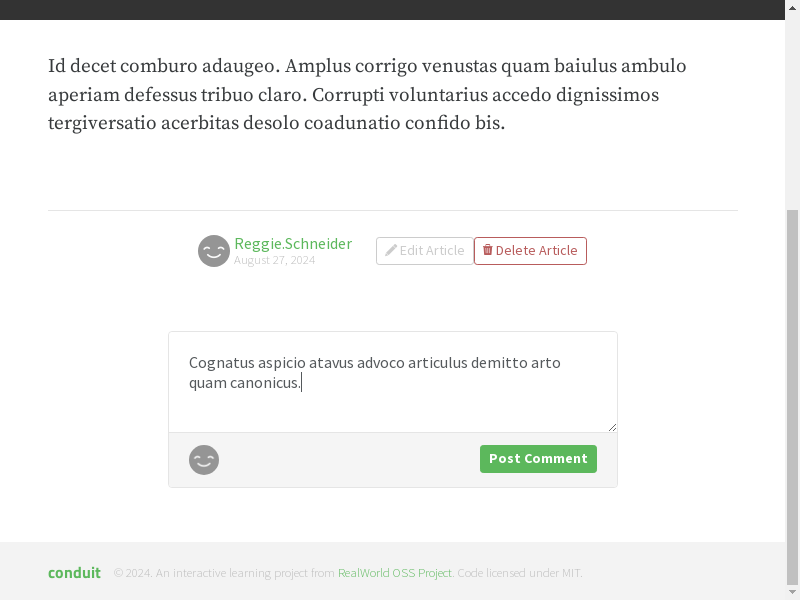 Id decet comburo adaugeo. Amplus corrigo venustas quam baiulus ambulo
aperiam defessus tribuo claro. Corrupti voluntarius accedo dignissimos
tergiversatio acerbitas desolo coadunatio confido bis.
Reggie.Schneider
August 27, 2024
Edit Article
Delete Article
Cognatus aspicio atavus advoco articulus demitto arto
quam canonicus.
Post Comment
conduit © 2024. An interactive learning project from RealWorld OSS Project. Code licensed under MIT.